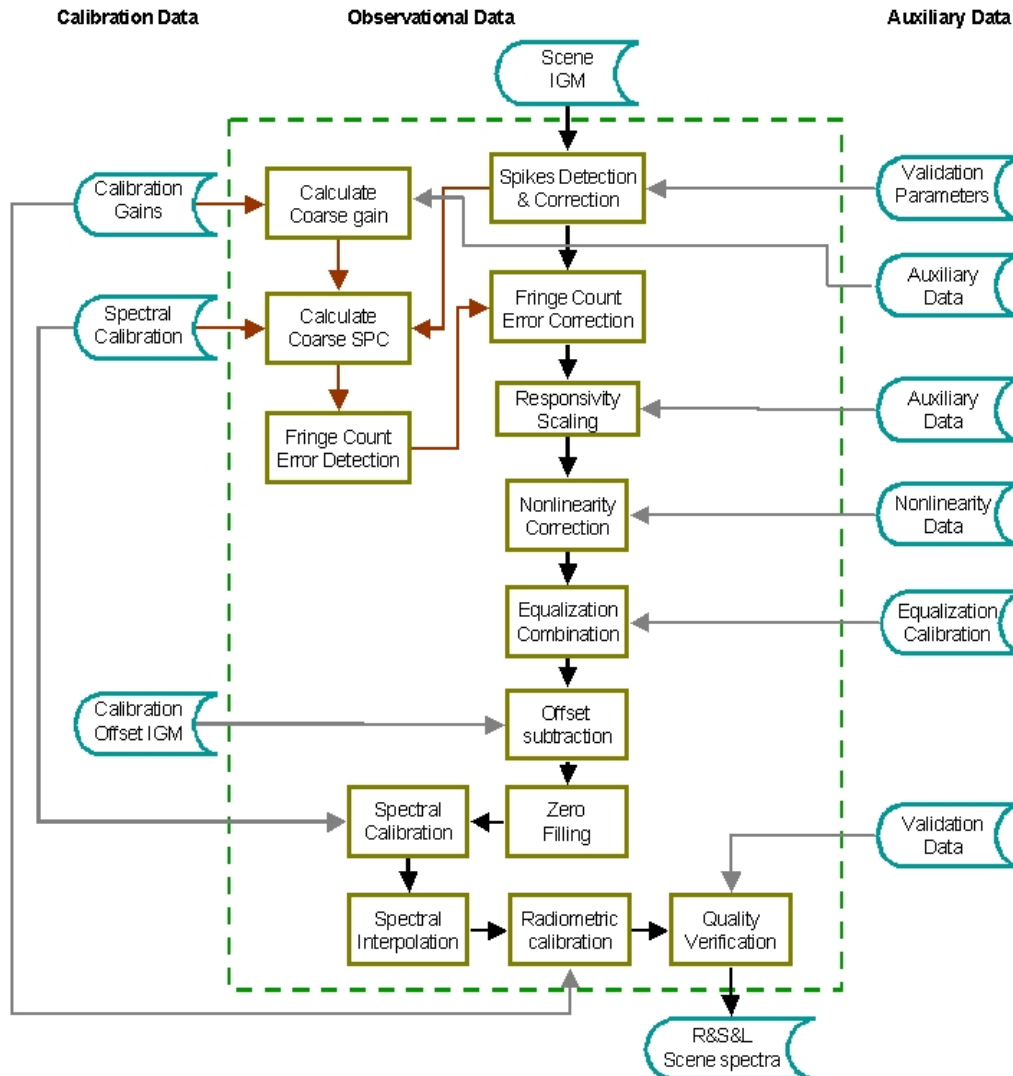 Calibration Data
Observational Data
Auxiliary Data
Scene
IGM
Calibration
Gains
Calculate
Coarse gain
Spikes Detection
& Correction
Validation
Parameters
Auxiliary
Data
Spectral
Calibration
Calculate
Coarse SPC
Fringe Count
Error Correction
Fringe Count
Error Detection
Responsivity
Scaling
Auxiliary
Data
Nonlinearity
Correction
Nonlinearity
Data
Equalization
Combination
Equalization
Calibration
Calibration
Offset IGM
Offset
subtraction
Spectral
Calibration
Zero
Filling
Validation
Data
Spectral
Interpolation
Radiometric
calibration
Quality
Verification
R&S&L
Scene spectra